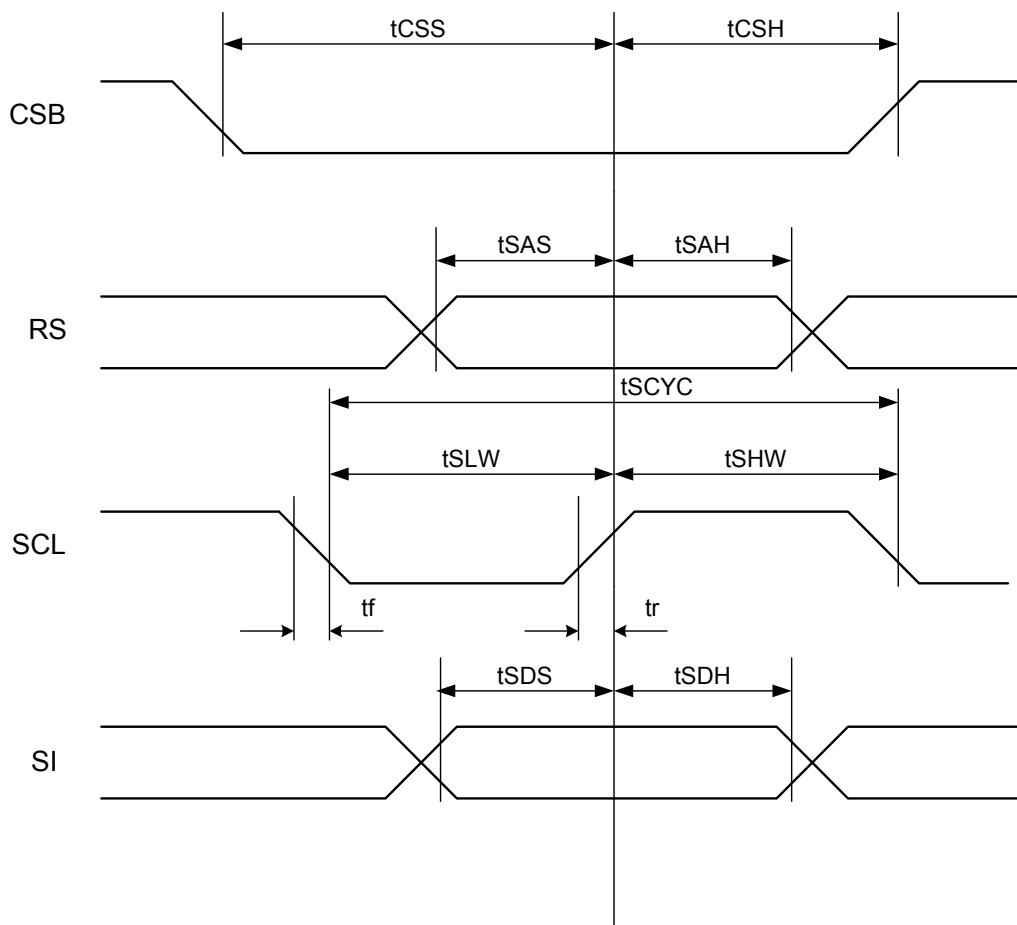 tCSS tCSH
CSB
tSAS tSAH
RS
tSCYC
tSLW tSHW
SCL
tf tr
tSDS tSDH
SI